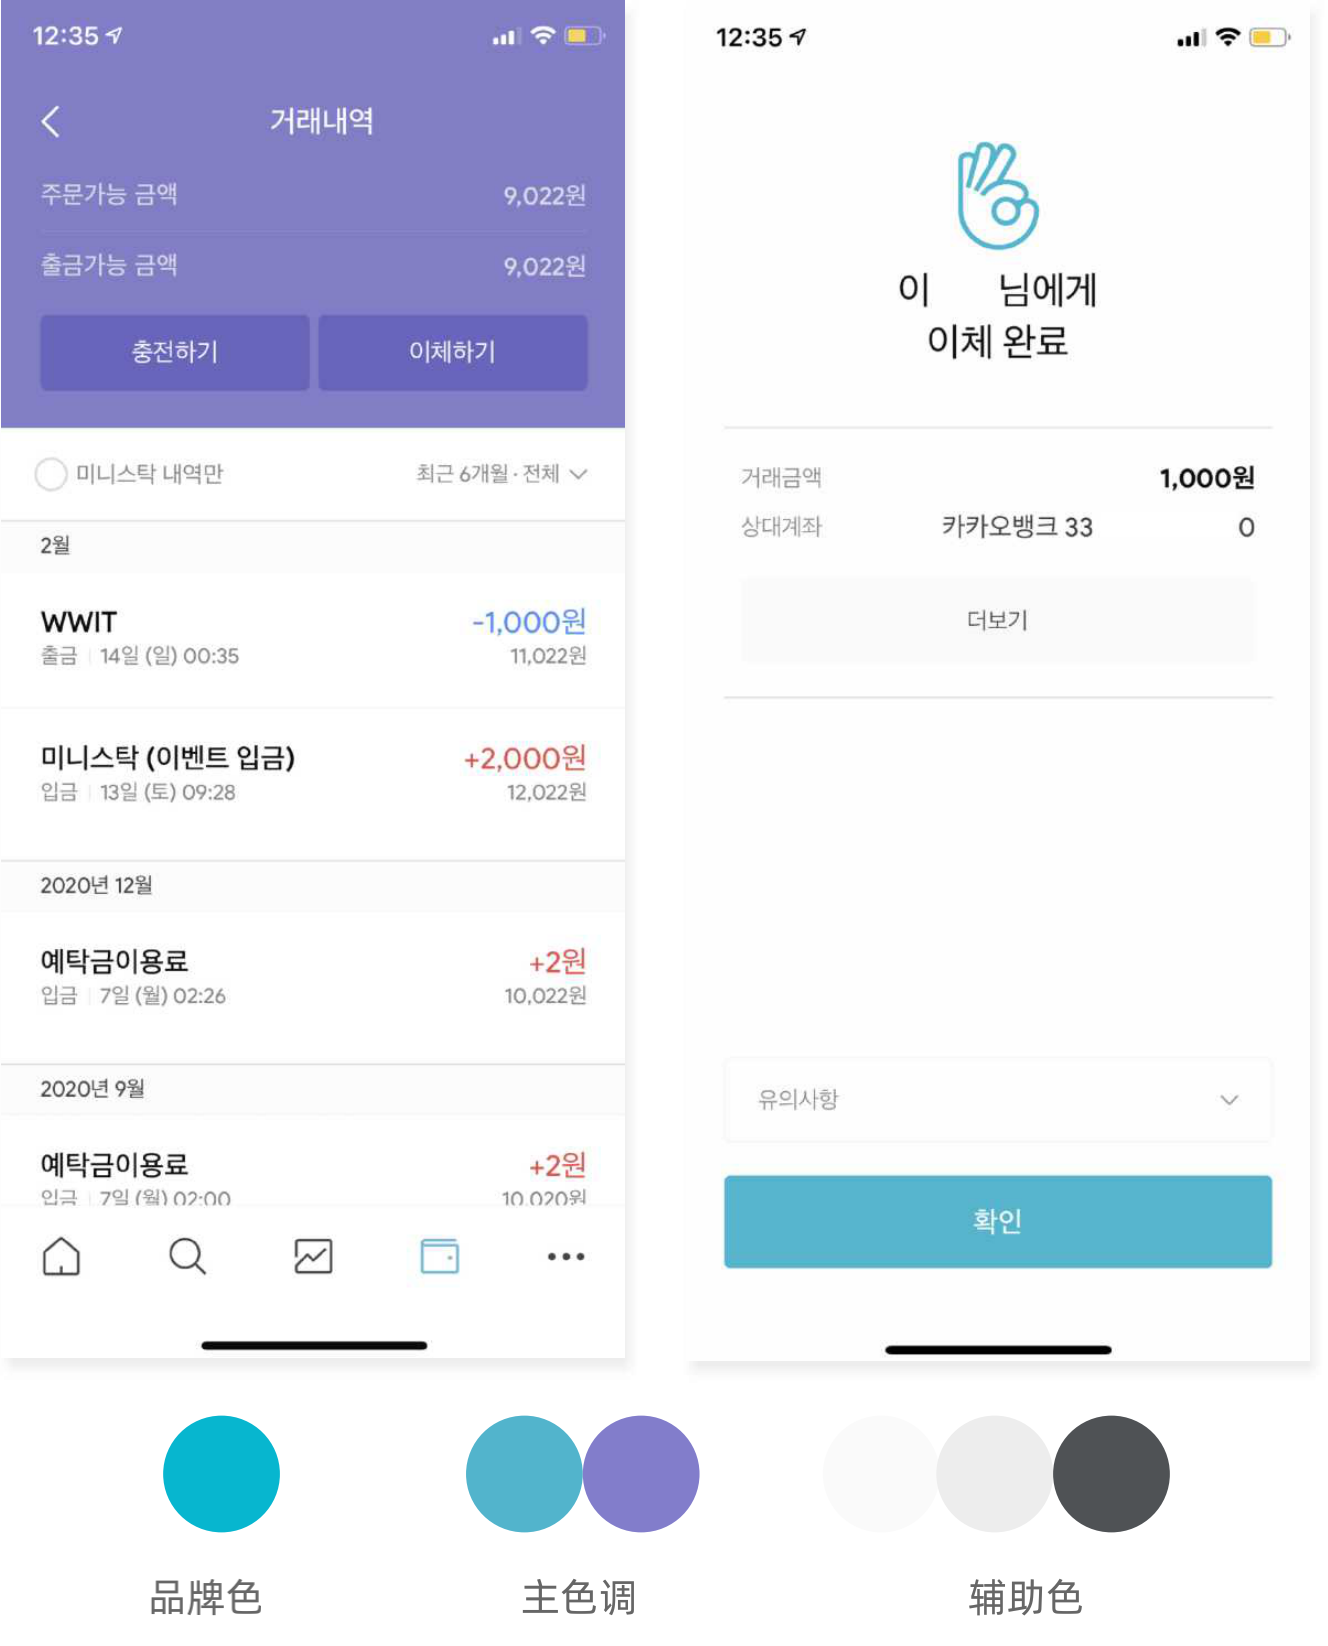 12:35
거래내역
주문가능 금액 9,022원
출금가능 금액 9,022원
충전하기 이체하기
미니스탁 내역만 최근 6개월 · 전체
2월
WWIT -1,000원
출금 | 14일 (일) 00:35 11,022원
미니스탁 (이벤트 입금) +2,000원
입금 | 13일 (토) 09:28 12,022원
2020년 12월
예탁금이용료 +2원
입금 | 7일 (월) 02:26 10,022원
2020년 9월
예탁금이용료 +2원
입금 | 7일 (월) 02:00 10,020원
12:35
이 님에게
이체 완료
거래금액 1,000원
상대계좌 카카오뱅크 33 0
더보기
유의사항
확인
品牌色 主色调 辅助色